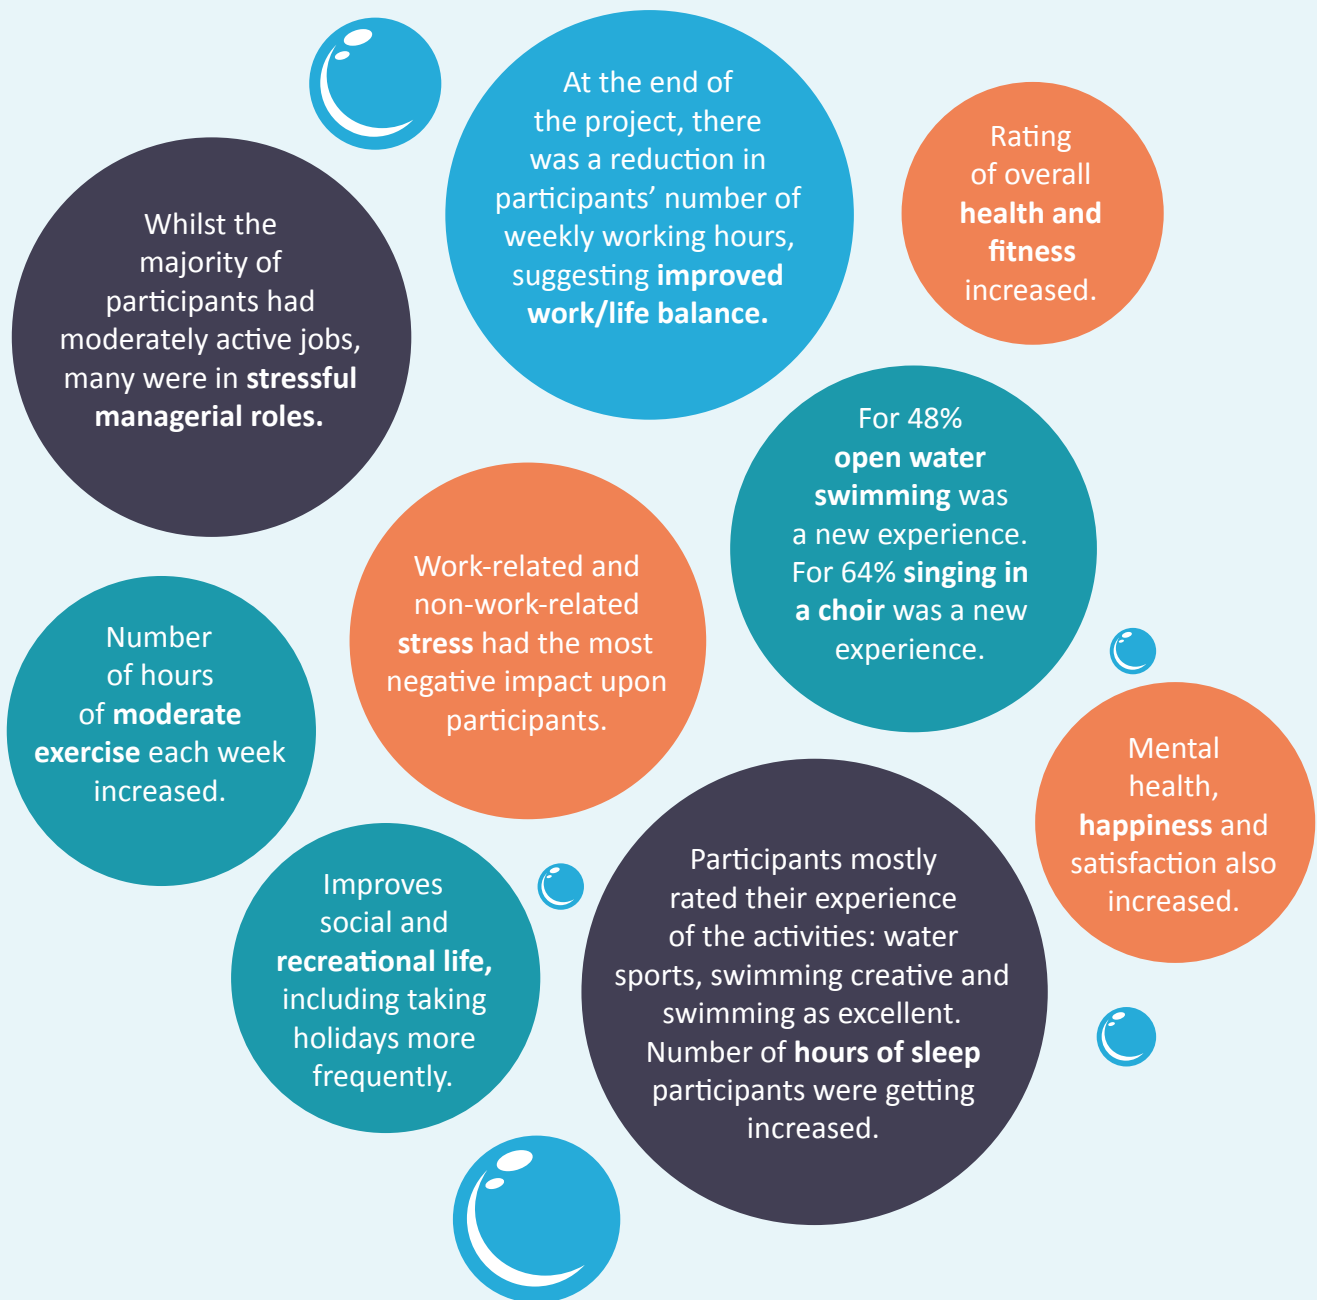 At the end of
the project, there
was a reduction in
participants’ number of
weekly working hours,
suggesting improved
work/life balance.
Rating
of overall
health and
fitness
increased.
Whilst the
majority of
participants had
moderately active jobs,
many were in stressful
managerial roles.
For 48%
open water
swimming was
a new experience.
For 64% singing in
a choir was a new
experience.
Work-related and
non-work-related
stress had the most
negative impact upon
participants.
Number
of hours
of moderate
exercise each week
increased.
Mental
health,
happiness and
satisfaction also
increased.
Participants mostly
rated their experience
of the activities: water
sports, swimming creative and
swimming as excellent.
Number of hours of sleep
participants were getting
increased.
Improves
social and
recreational life,
including taking
holidays more
frequently.